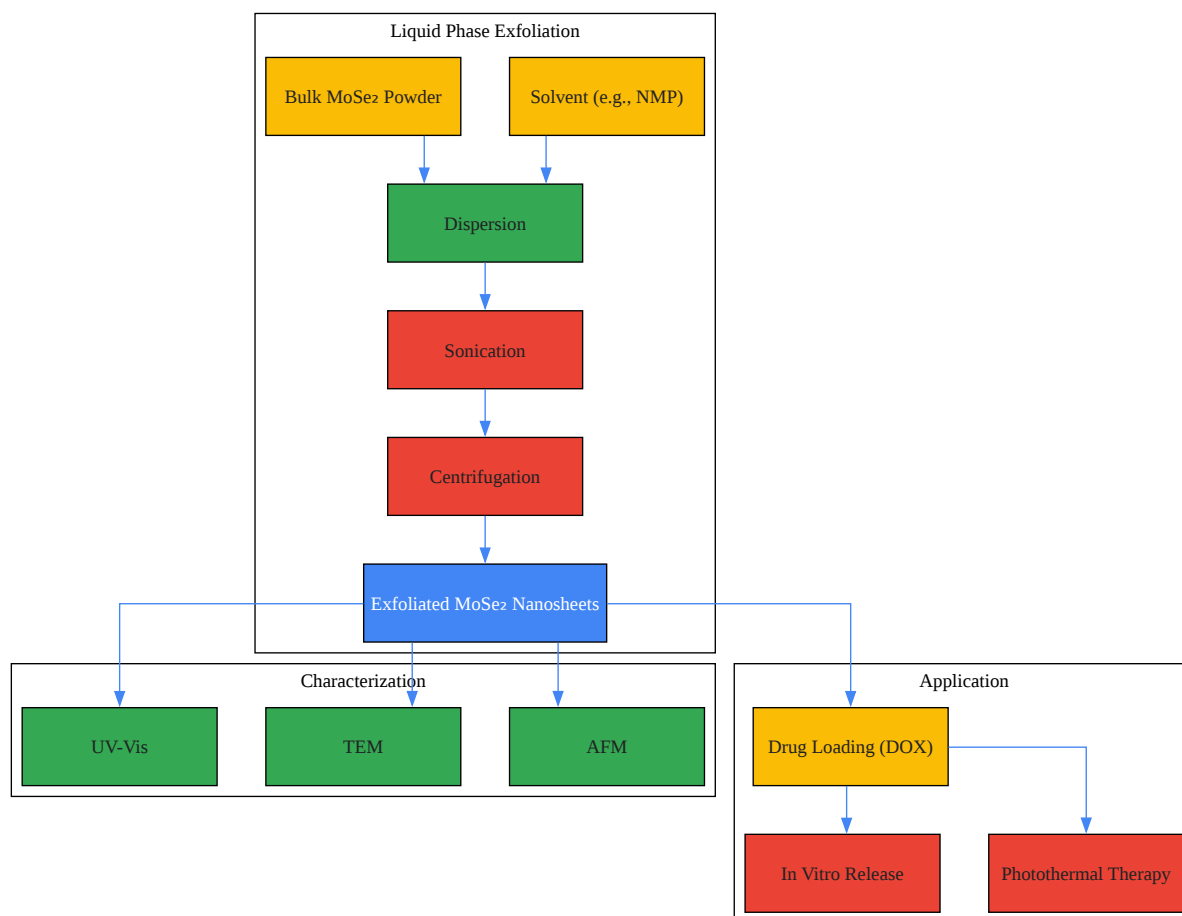 Liquid Phase Exfoliation
Bulk MoSe₂ Powder
Solvent (e.g., NMP)
Dispersion
Sonication
Centrifugation
Exfoliated MoSe₂ Nanosheets
Characterization
Application
UV-Vis
TEM
AFM
Drug Loading (DOX)
In Vitro Release
Photothermal Therapy